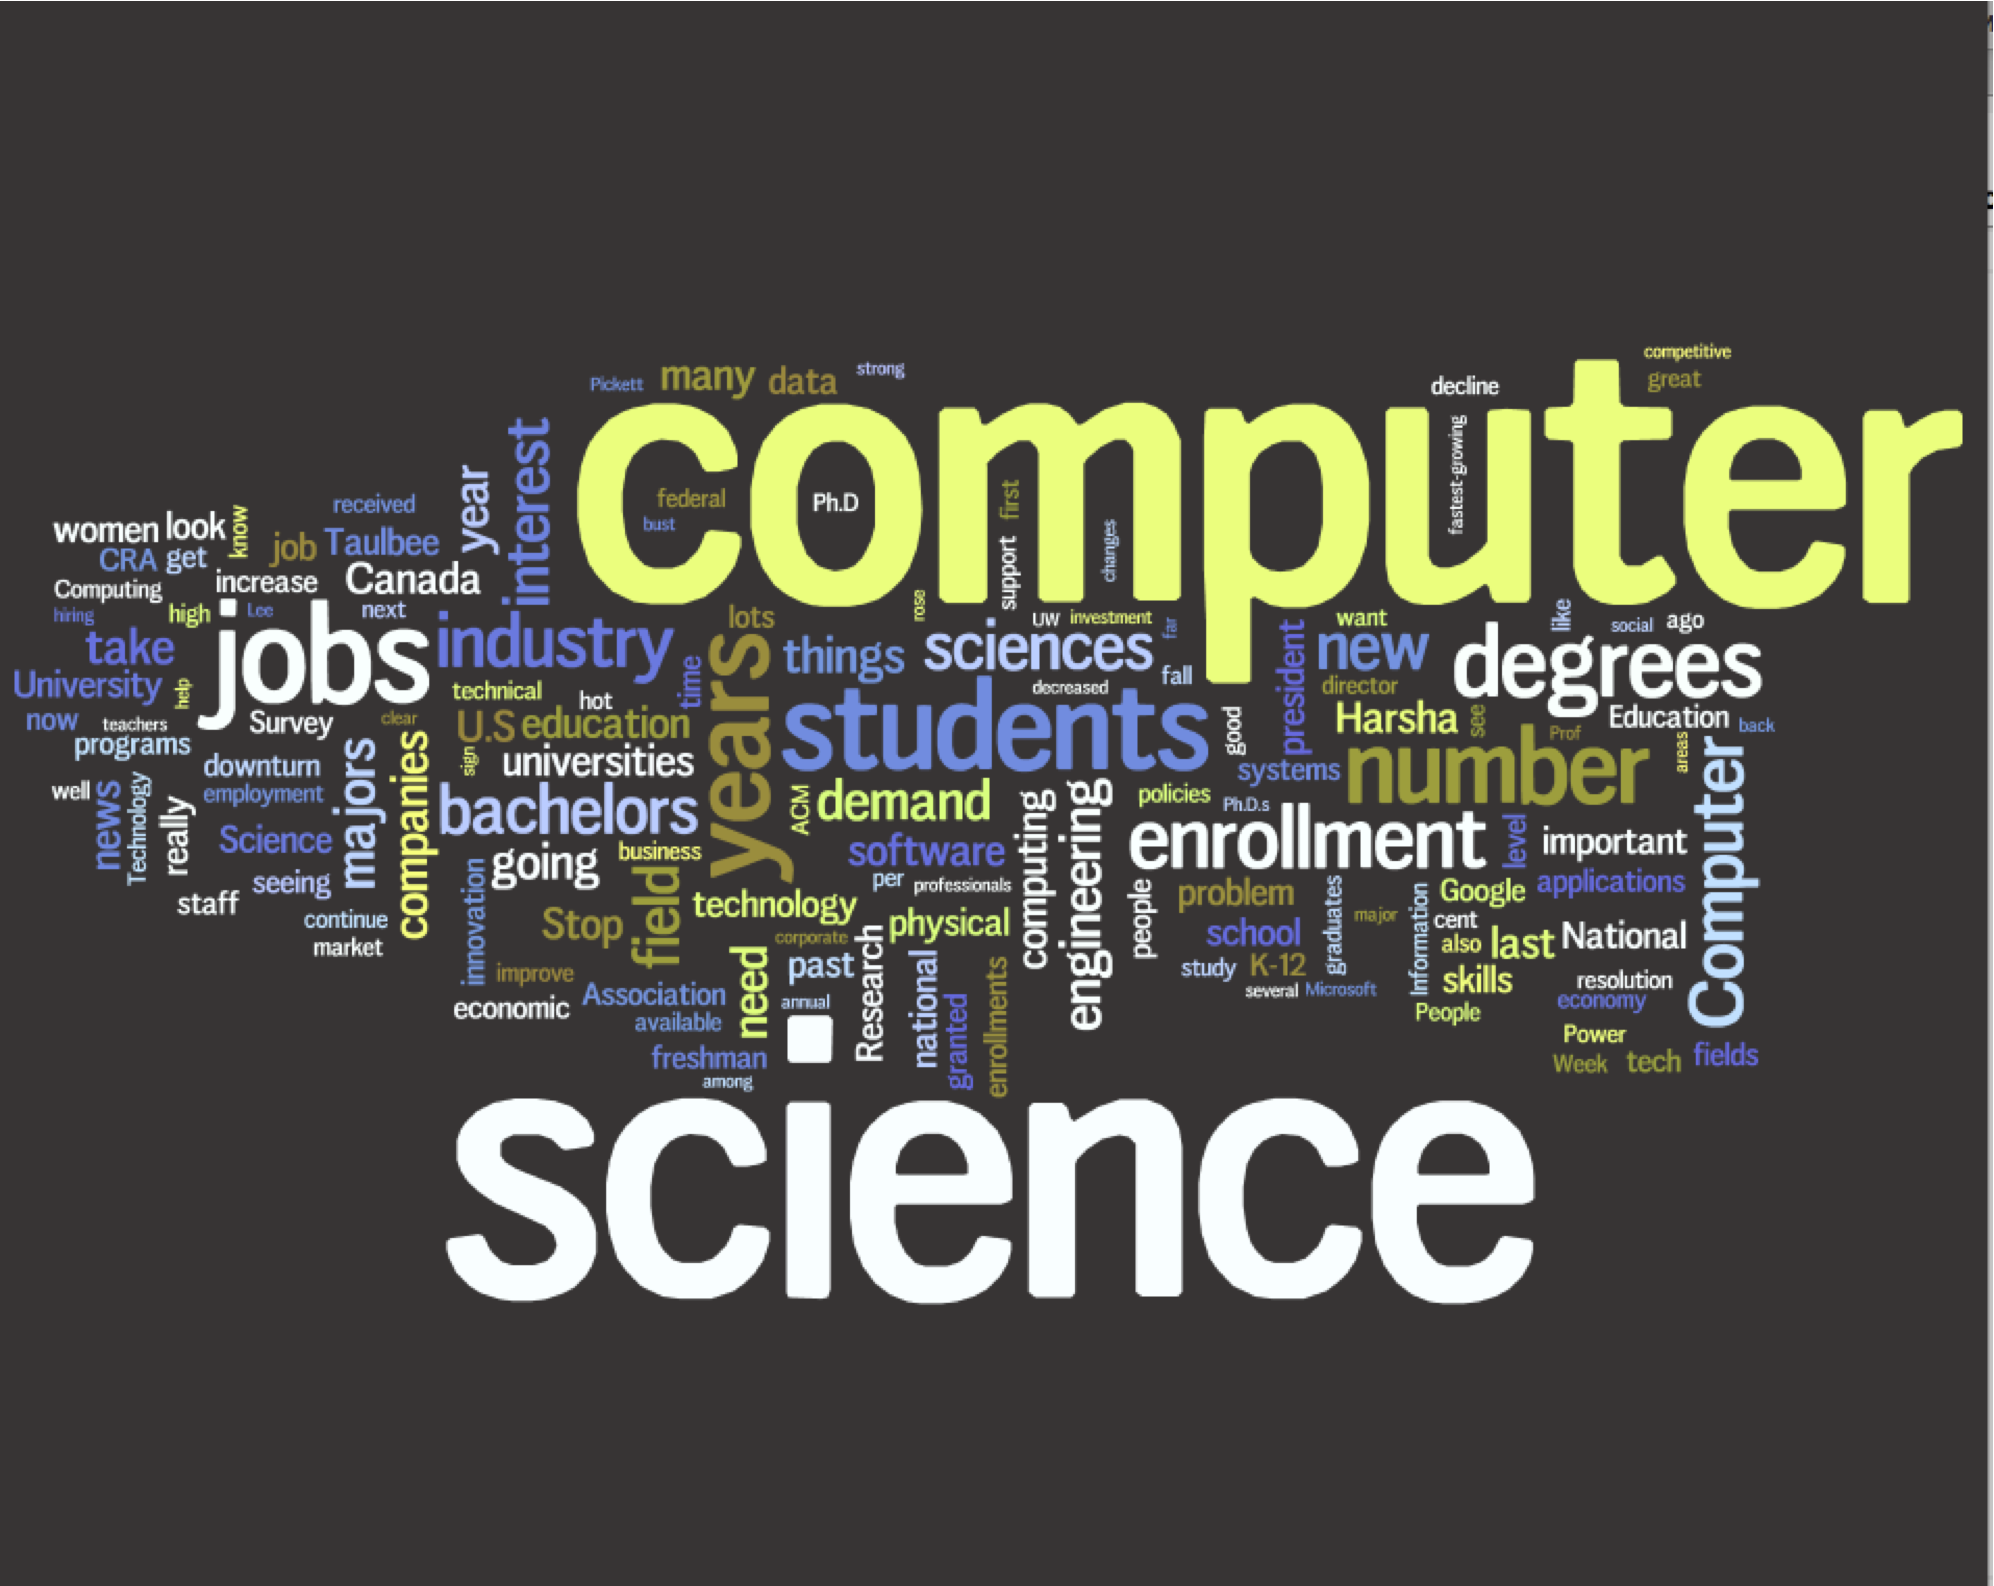 competitive
strong
Pickett many data
decline great
computer
interest
fastest-growing
year
federal Ph.D
first
received
bust
women look know
job Taulbee
changes
support
CRA get
Computing increase Canada
rose
like
hiring high Lee next
lots UW investment far want social ago
jobs industry
take
time
years
things sciences
president
new degrees
University help
technical hot
decreased fall director
students
now teachers Survey clear
U.S education
good
Harsha see Education back
Prof
programs
sign
universities
number
areas
downturn
majors
companies
systems
Computer
well news Technology employment
bachelors
ACM
demand
computing
engineering
policies Ph.D.s
really
Science
going business
software
enrollment level important
seeing
innovation
field
per professionals
people
problem
graduates
Information
Google applications
staff
continue
Stop
technology physical
school
major
cent
market
corporate
Research
also last National
need
past
national
study K-12
improve
enrollments
skills resolution
economic Association
annual
granted
several Microsoft
economy
available
People
Power
freshman
Week tech fields
among
science